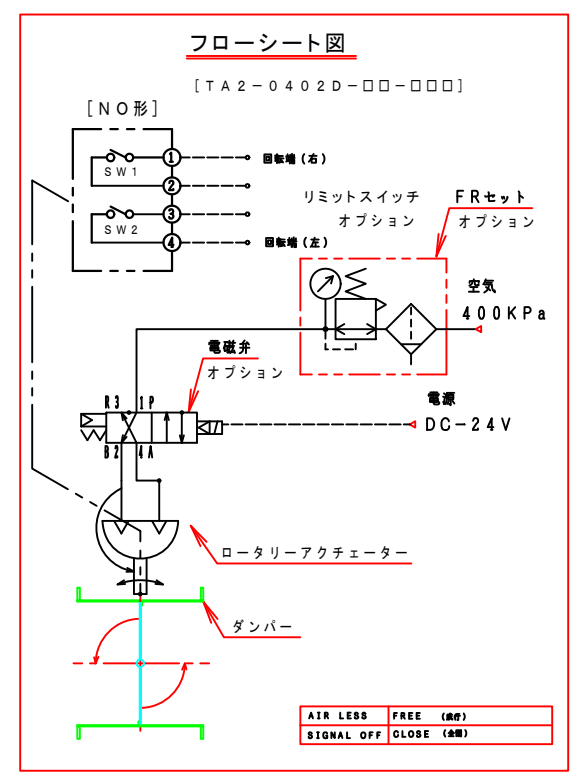 フローシート図
[TA2-0402D-□□-□□□]
[NO形]
SW1
1
2
3
SW2
4
回転端(右)
回転端(左)
リミットスイッチ
オプション
FRセット
オプション
空気
400KPa
電磁弁
オプション
電源
DC-24V
R3
1P
B2
4A
ロータリーアクチェーター
ダンパー
AIR LESS FREE
SIGNAL OFF CLOSE (全閉)